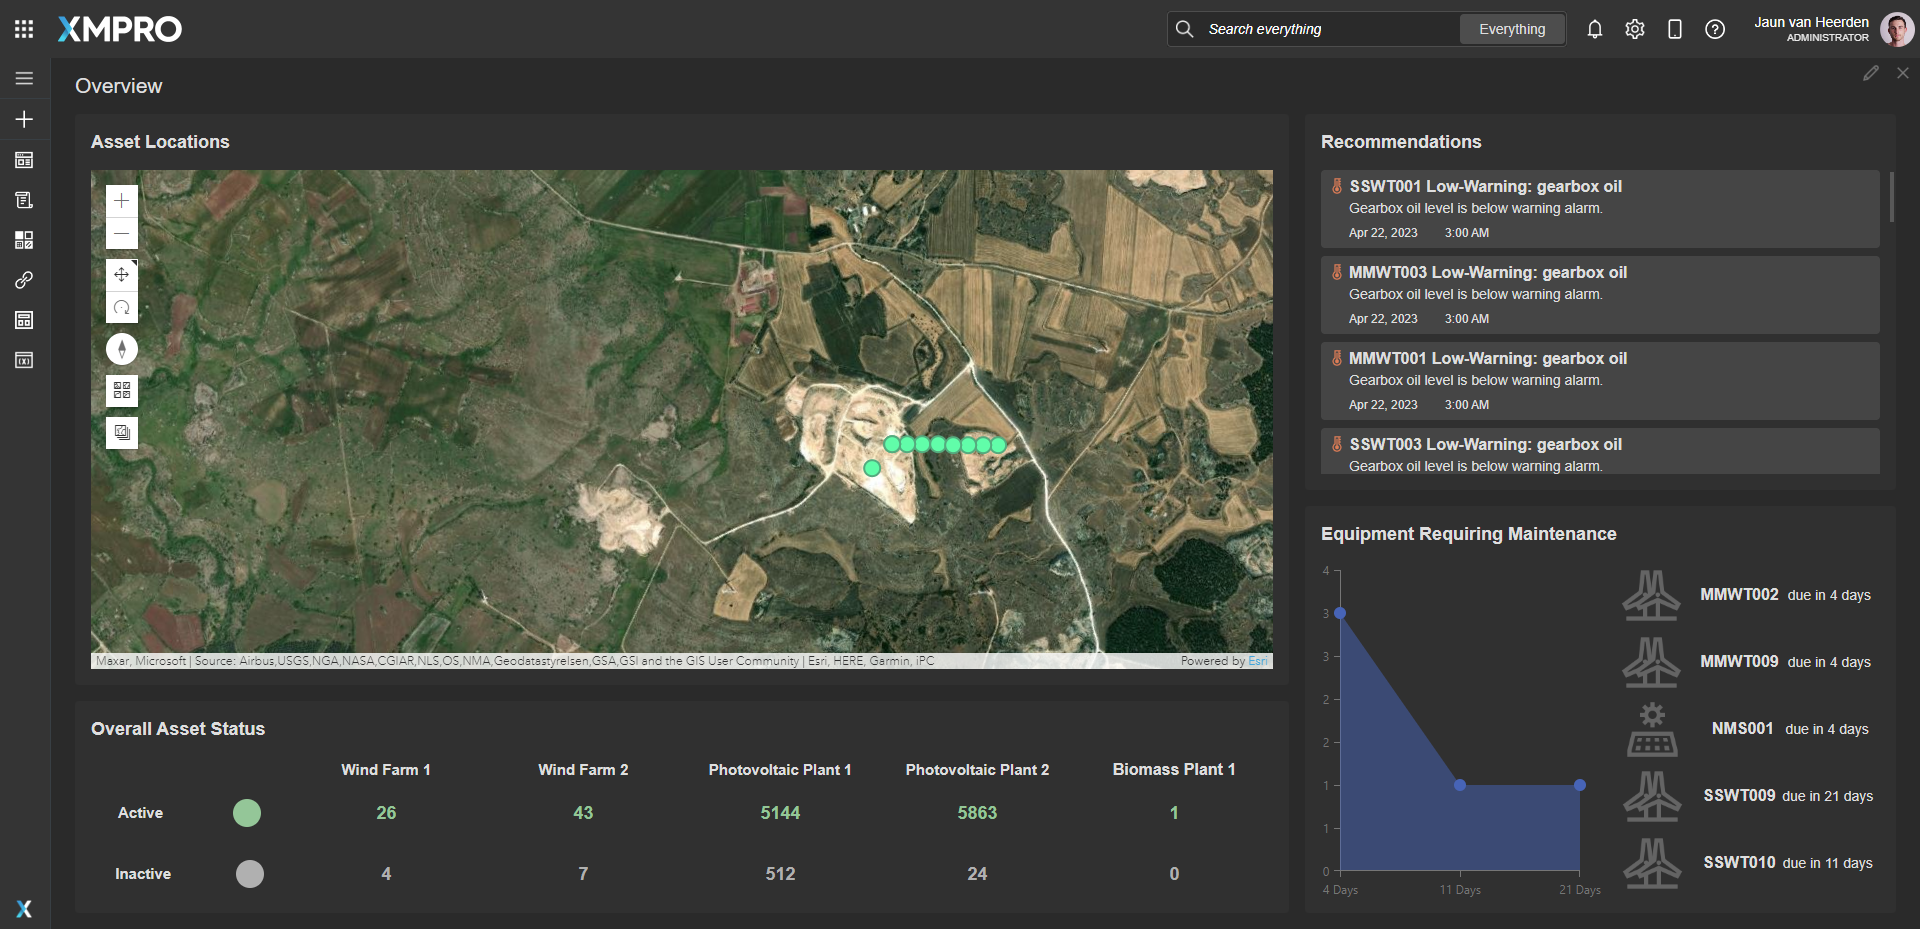 XMPRO
Search everything
Everything
Jaun van Heerden
ADMINISTRATOR
Overview
Asset Locations
Maxar, Microsoft | Source: Airbus,USGS,NGA,NASA,CGIAR,NLS,OS,NMA,Geodatastyrelsen,GSA,GSI and the GIS User Community | Esri, HERE, Garmin, iPC
Powered by Esri
Recommendations
SSWT001 Low-Warning: gearbox oil
Gearbox oil level is below warning alarm.
Apr 22, 2023 3:00 AM
MMWT003 Low-Warning: gearbox oil
Gearbox oil level is below warning alarm.
Apr 22, 2023 3:00 AM
MMWT001 Low-Warning: gearbox oil
Gearbox oil level is below warning alarm.
Apr 22, 2023 3:00 AM
SSWT003 Low-Warning: gearbox oil
Gearbox oil level is below warning alarm.
Overall Asset Status
Wind Farm 1 Wind Farm 2 Photovoltaic Plant 1 Photovoltaic Plant 2 Biomass Plant 1
Active 26 43 5144 5863 1
Inactive 4 7 512 24 0
Equipment Requiring Maintenance
4
3
3
2
2
1
1
0
4 Days 11 Days 21 Days
MMWT002 due in 4 days
MMWT009 due in 4 days
NMS001 due in 4 days
SSWT009 due in 21 days
SSWT010 due in 11 days